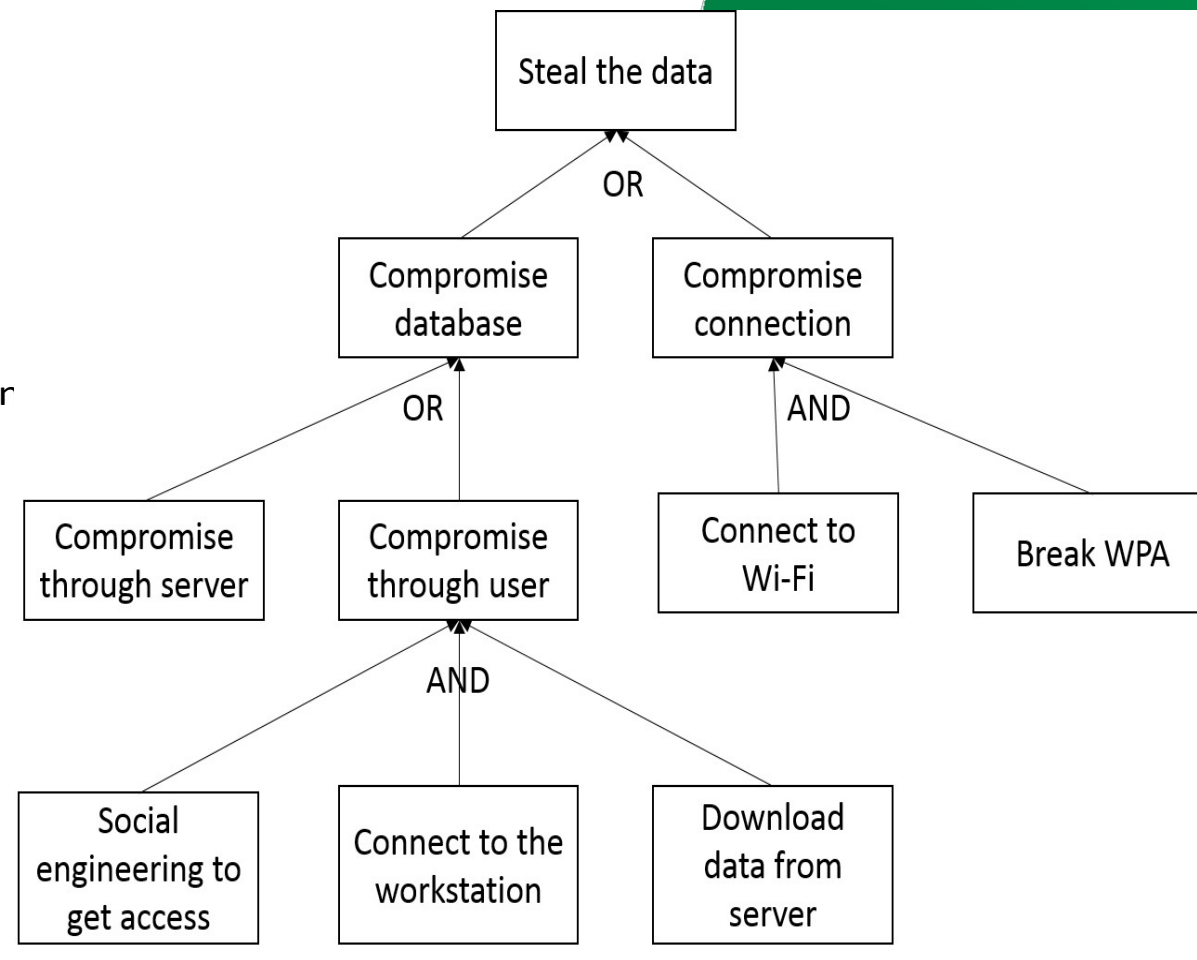 Steal the data
OR
Compromise
database
Compromise
connection
r
OR
AND
Compromise
through server
Compromise
through user
Connect to
Wi-Fi
Break WPA
AND
Social
engineering to
get access
Connect to the
workstation
Download
data from
server